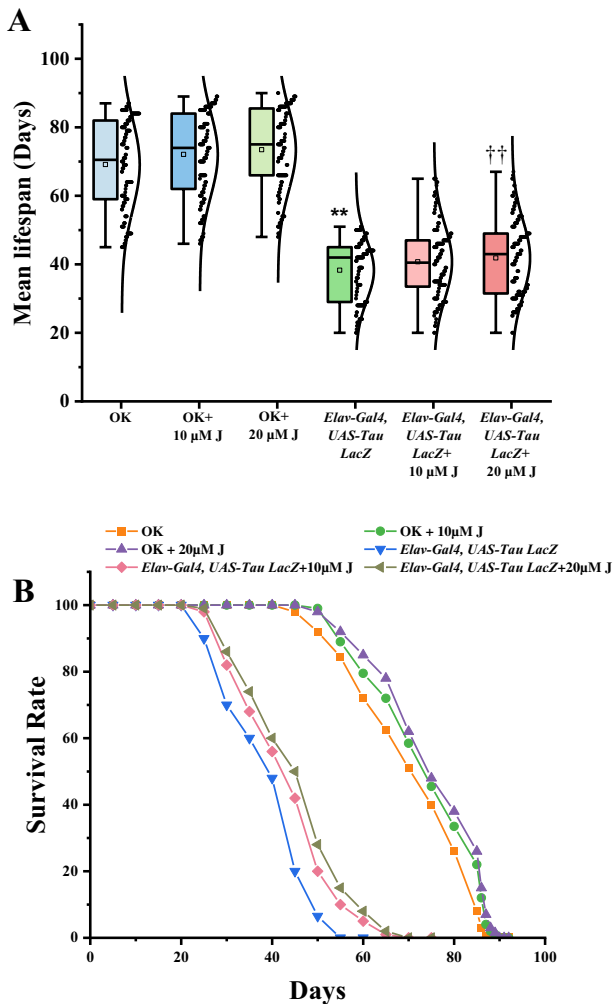 A
Mean lifespan (Days)
100
80
60
40
20
0
**
††
OK
OK+
10 µM J
OK+
20 µM J
Elav-Gal4,
UAS-Tau
LacZ
Elav-Gal4,
UAS-Tau
LacZ+
10 µM J
Elav-Gal4,
UAS-Tau
LacZ+
20 µM J
OK
OK + 10µM J
OK + 20µM J
Elav-Gal4, UAS-Tau LacZ
Elav-Gal4, UAS-Tau LacZ+10µM J
Elav-Gal4, UAS-Tau LacZ+20µM J
B
Survival Rate
100
80
60
40
20
0
0 20 40 60 80 100
Days